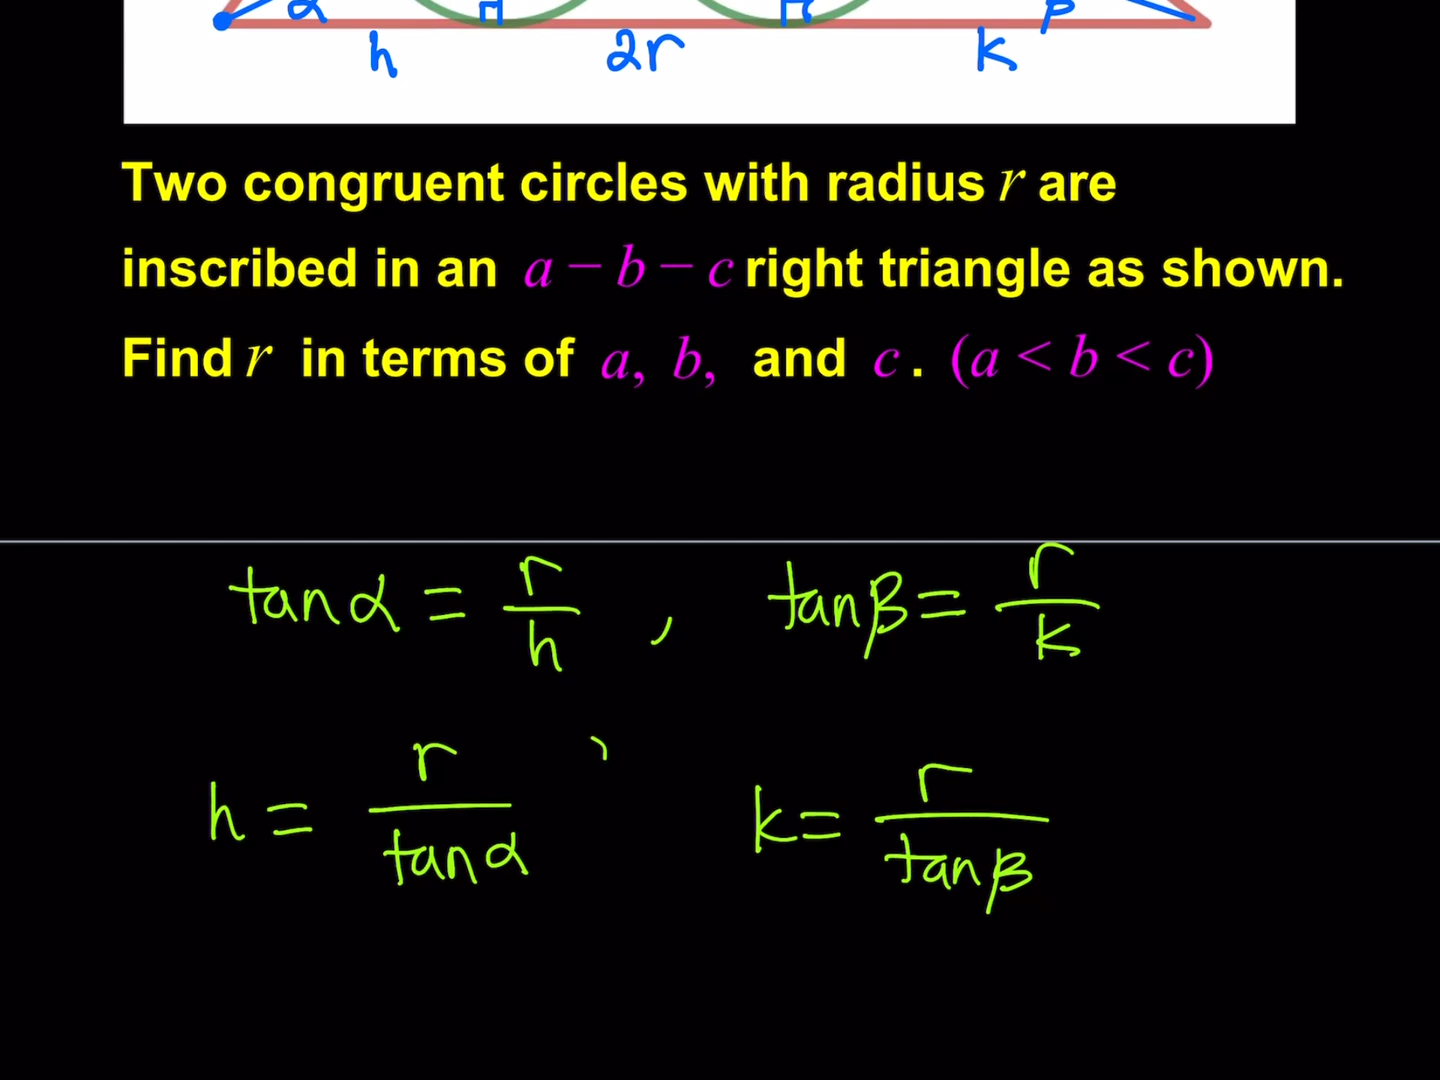 α β
h 2r k
Two congruent circles with radius r are
inscribed in an a − b − c right triangle as shown.
Find r in terms of a, b, and c. (a < b < c)
tanα = r/h , tanβ = r/k
h = r/tanα , k = r/tanβ